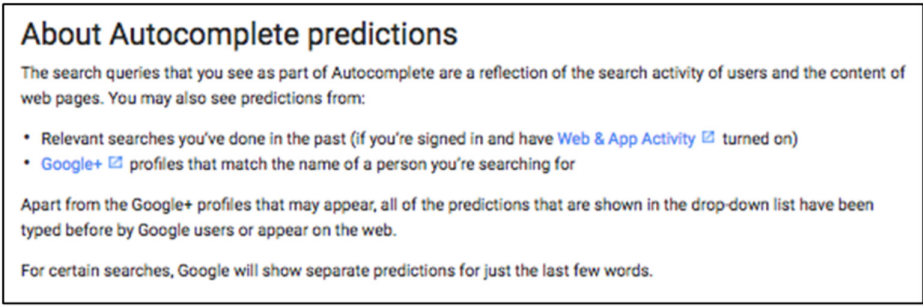 About Autocomplete predictions
The search queries that you see as part of Autocomplete are a reflection of the search activity of users and the content of
web pages. You may also see predictions from:
• Relevant searches you've done in the past (if you're signed in and have Web & App Activity turned on)
• Google+ profiles that match the name of a person you're searching for
Apart from the Google+ profiles that may appear, all of the predictions that are shown in the drop-down list have been
typed before by Google users or appear on the web.
For certain searches, Google will show separate predictions for just the last few words.